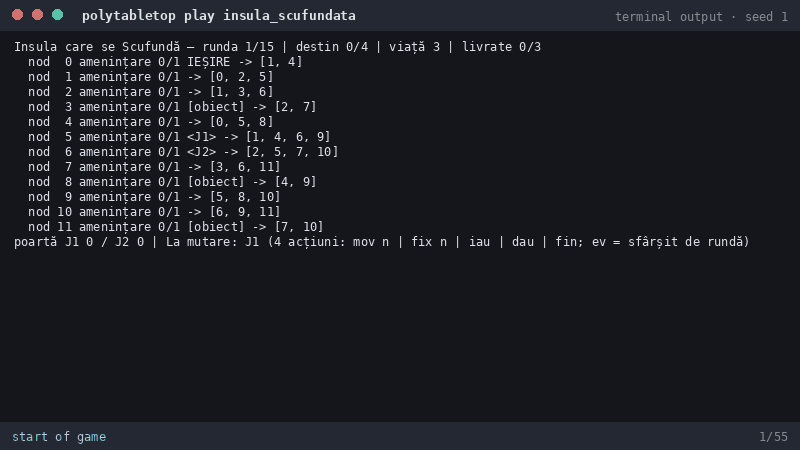 polytabletop play insula_scufundata
terminal output · seed 1
Insula care se Scufundă — runda 1/15 | destin 0/4 | viață 3 | livrate 0/3
nod  0 amenințare 0/1 IEȘIRE -> [1, 4]
nod  1 amenințare 0/1 -> [0, 2, 5]
nod  2 amenințare 0/1 -> [1, 3, 6]
nod  3 amenințare 0/1 [obiect] -> [2, 7]
nod  4 amenințare 0/1 -> [0, 5, 8]
nod  5 amenințare 0/1 <J1> -> [1, 4, 6, 9]
nod  6 amenințare 0/1 <J2> -> [2, 5, 7, 10]
nod  7 amenințare 0/1 -> [3, 6, 11]
nod  8 amenințare 0/1 [obiect] -> [4, 9]
nod  9 amenințare 0/1 -> [5, 8, 10]
nod 10 amenințare 0/1 -> [6, 9, 11]
nod 11 amenințare 0/1 [obiect] -> [7, 10]
poartă J1 0 / J2 0 | La mutare: J1 (4 acțiuni: mov n | fix n | iau | dau | fin; ev = sfârșit de rundă)
start of game
1/55